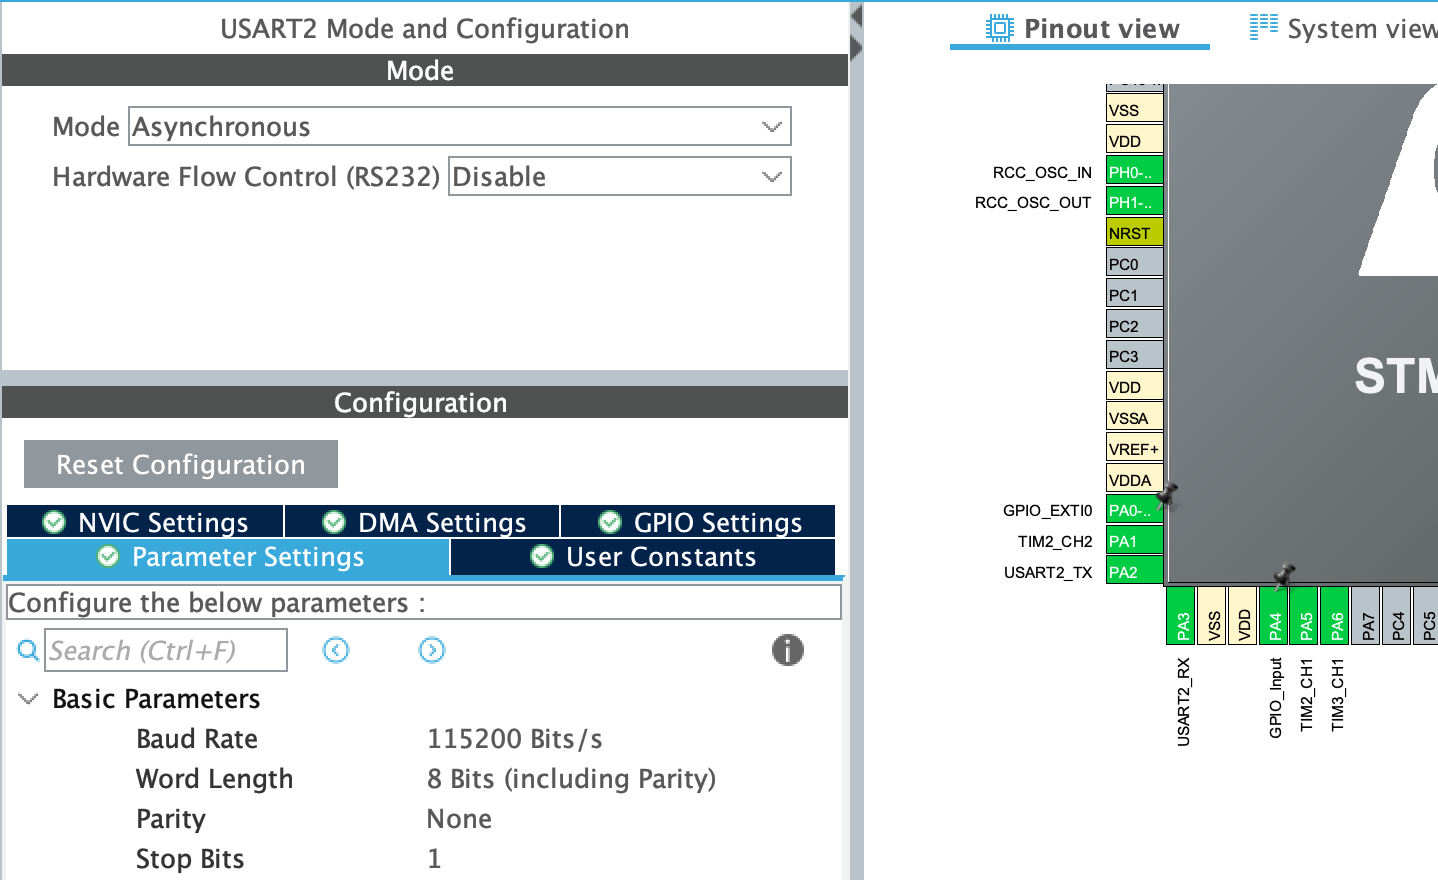 USART2 Mode and Configuration
Mode
Mode Asynchronous
Hardware Flow Control (RS232) Disable
Configuration
Reset Configuration
NVIC Settings
DMA Settings
GPIO Settings
Parameter Settings
User Constants
Configure the below parameters :
Search (Ctrl+F)
Basic Parameters
Baud Rate 115200 Bits/s
Word Length 8 Bits (including Parity)
Parity None
Stop Bits 1
Pinout view
System view
VSS
VDD
RCC_OSC_IN PH0-..
RCC_OSC_OUT PH1-..
NRST
PC0
PC1
PC2
PC3
VDD
VSSA
VREF+
VDDA
GPIO_EXTI0 PA0-..
TIM2_CH2 PA1
USART2_TX PA2
STM
PA3
VSS
VDD
PA4
PA5
PA6
PA7
PC4
PC5
USART2_RX
GPIO_Input
TIM2_CH1
TIM3_CH1